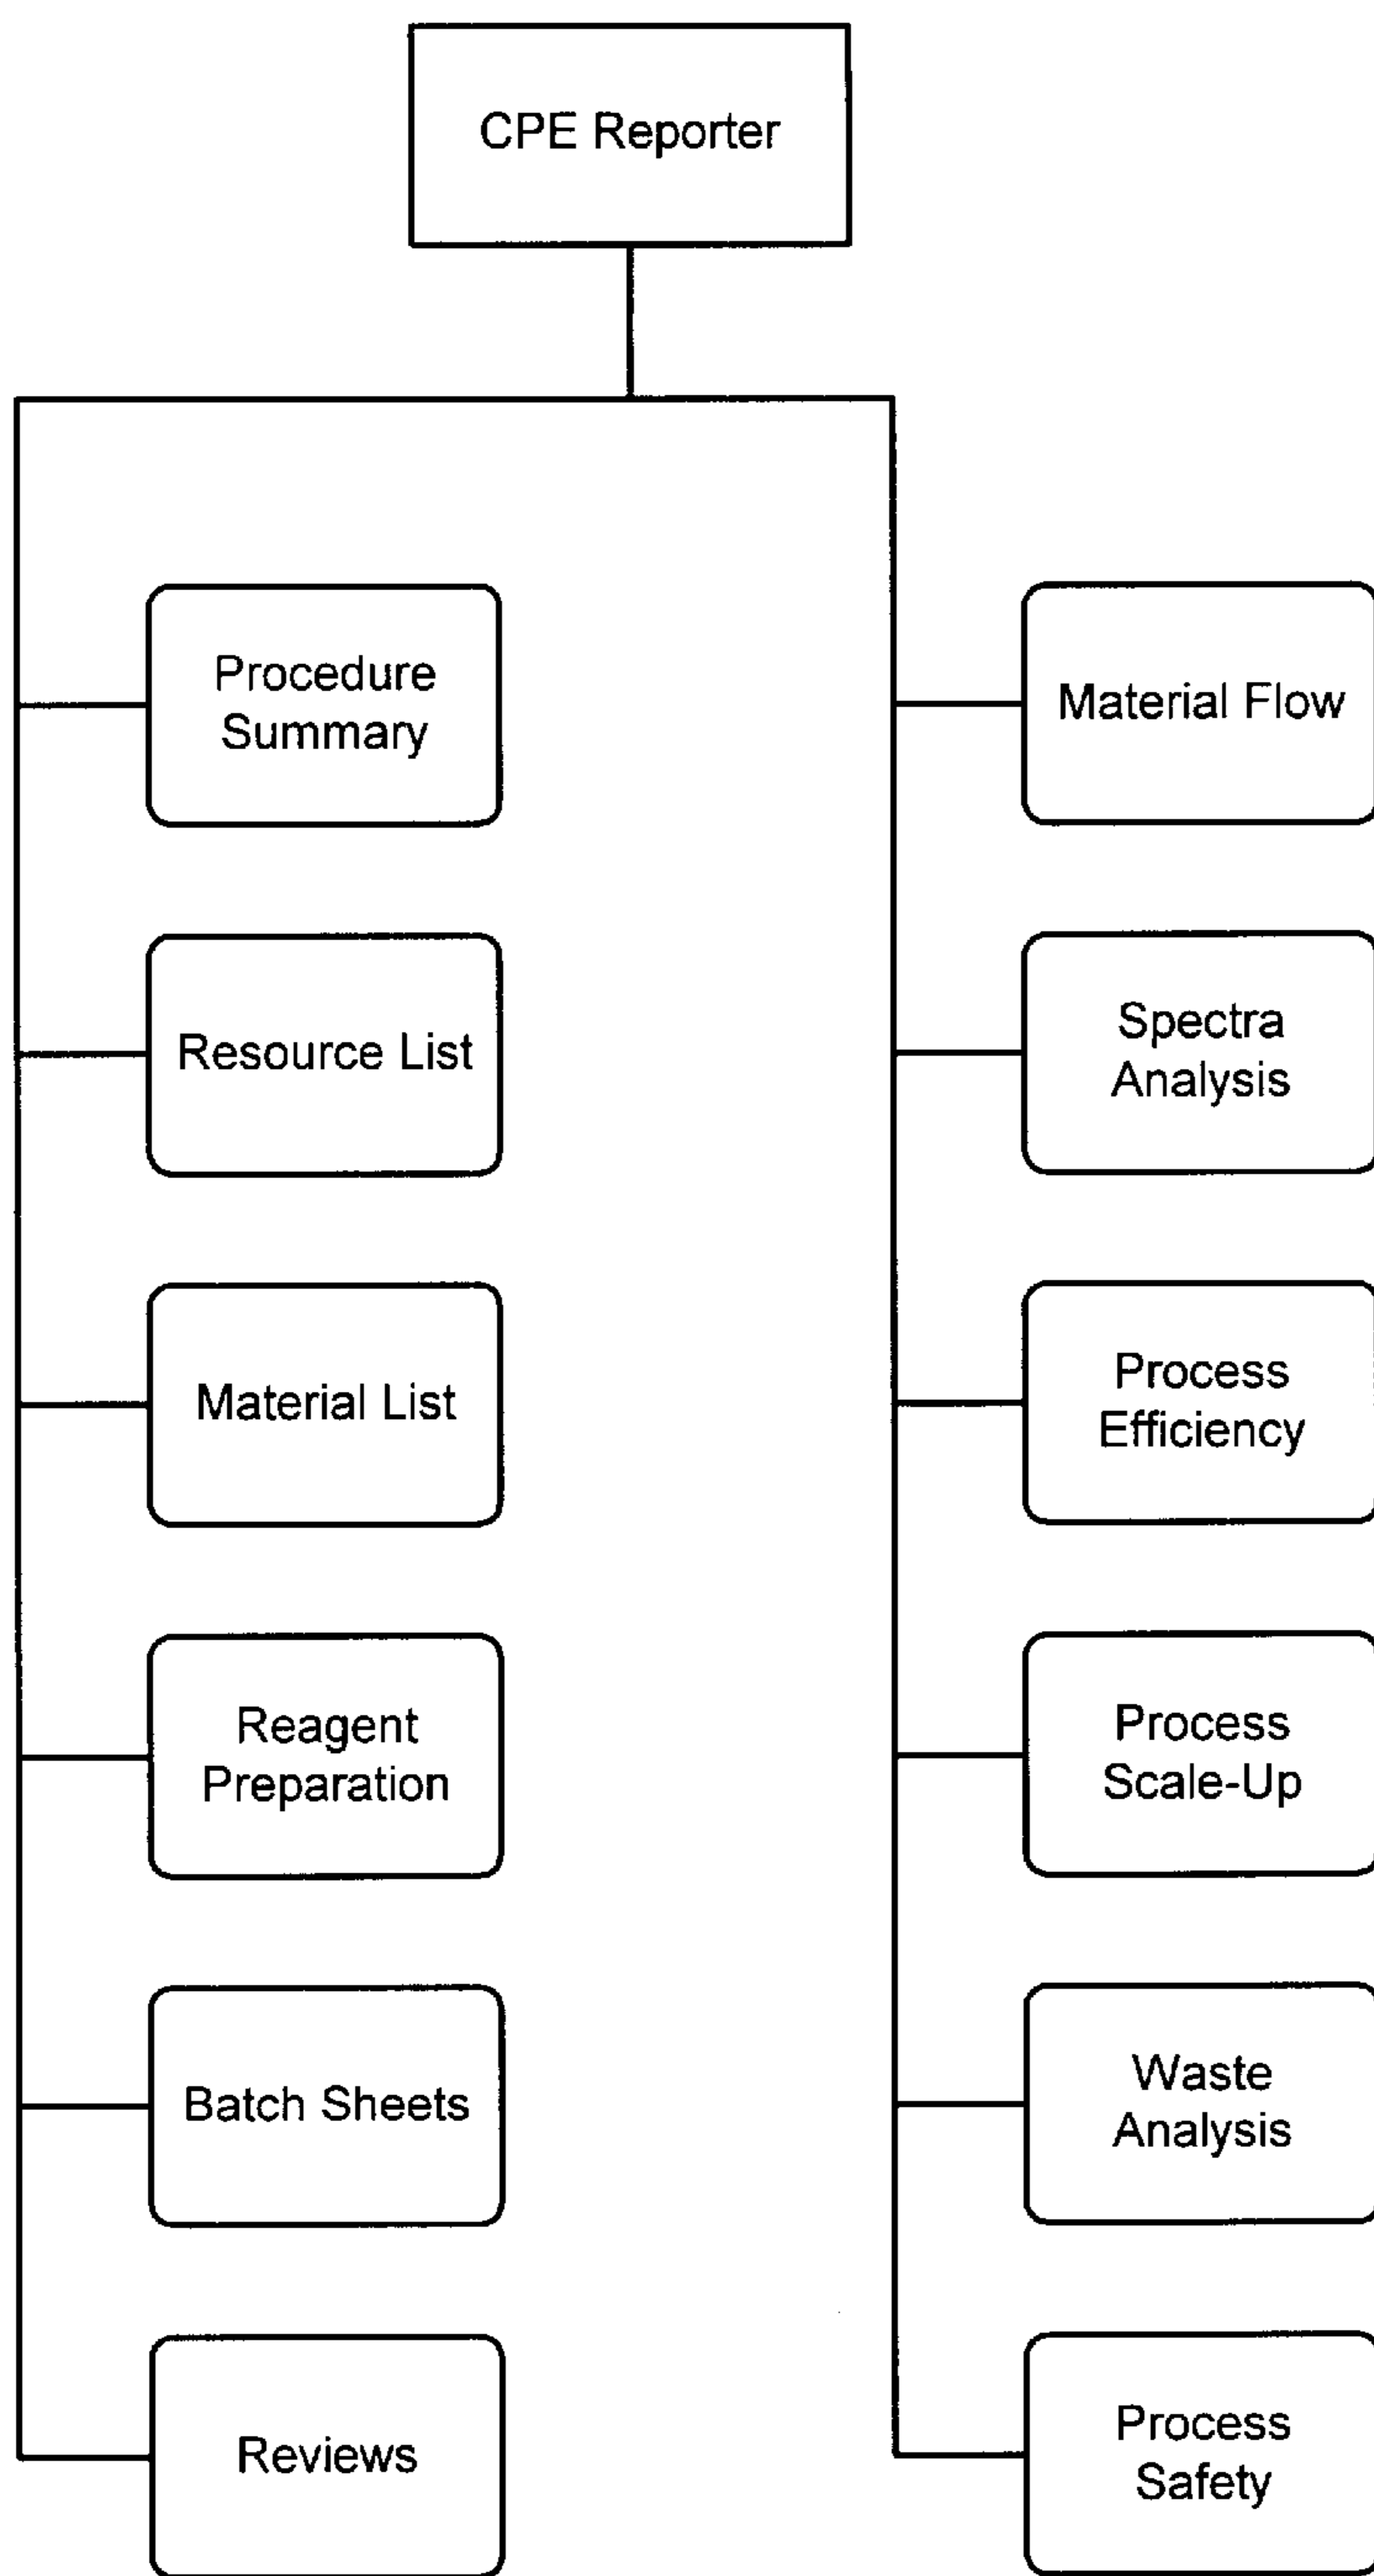 CPE Reporter
Procedure
Summary
Resource List
Material List
Reagent
Preparation
Batch Sheets
Reviews
Material Flow
Spectra
Analysis
Process
Efficiency
Process
Scale-Up
Waste
Analysis
Process
Safety